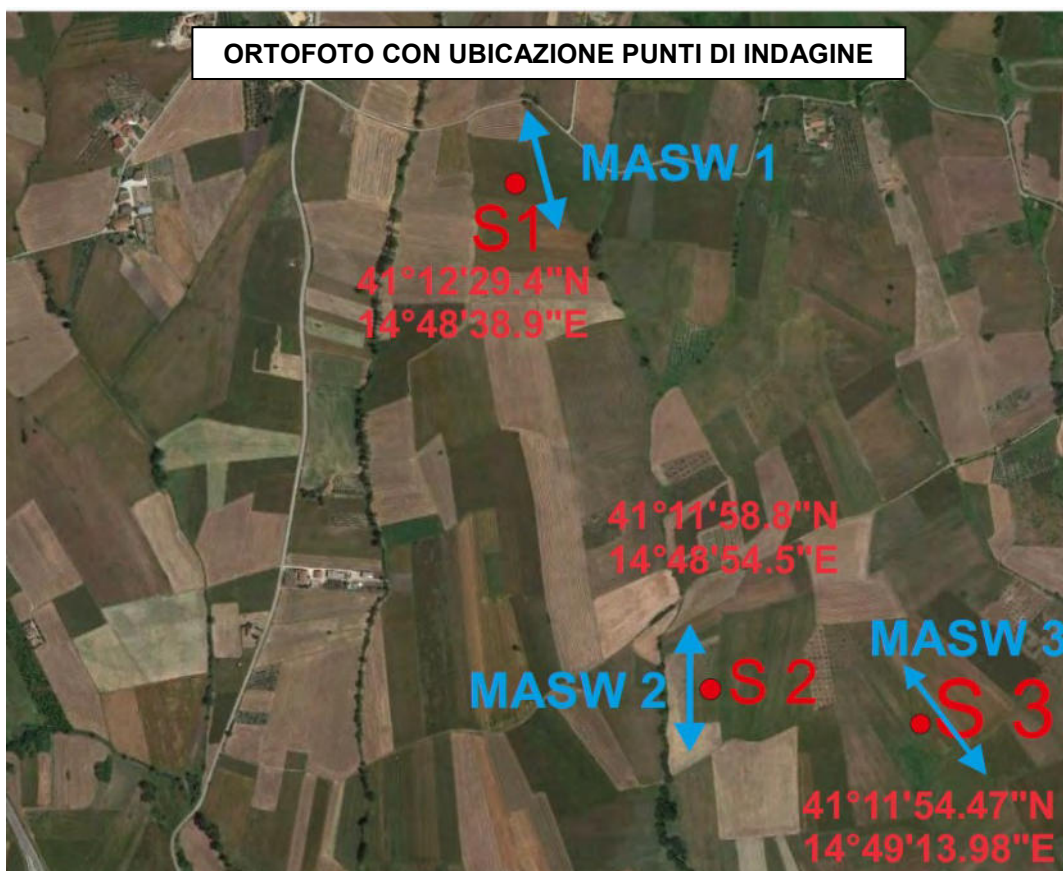 ORTOFOTO CON UBICAZIONE PUNTI DI INDAGINE
MASW 1
S1
41°12'29.4"N
14°48'38.9"E
41°11'58.8"N
14°48'54.5"E
MASW 2
S 2
MASW 3
S 3
41°11'54.47"N
14°49'13.98"E